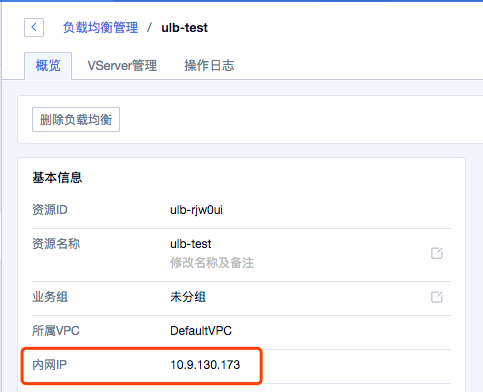 负载均衡管理 / ulb-test
概览 VServer管理 操作日志
删除负载均衡
基本信息
资源ID ulb-rjw0ui
资源名称 ulb-test
修改名称及备注
业务组 未分组
所属VPC DefaultVPC
内网IP 10.9.130.173